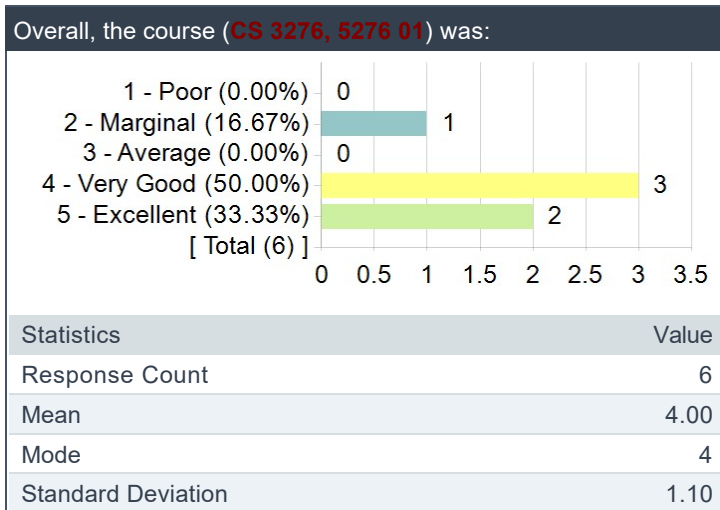 Overall, the course (CS 3276, 5276 01) was:
1 - Poor (0.00%) 0
2 - Marginal (16.67%) 1
3 - Average (0.00%) 0
4 - Very Good (50.00%) 3
5 - Excellent (33.33%) 2
[ Total (6) ]
0 0.5 1 1.5 2 2.5 3 3.5
Statistics Value
Response Count 6
Mean 4.00
Mode 4
Standard Deviation 1.10